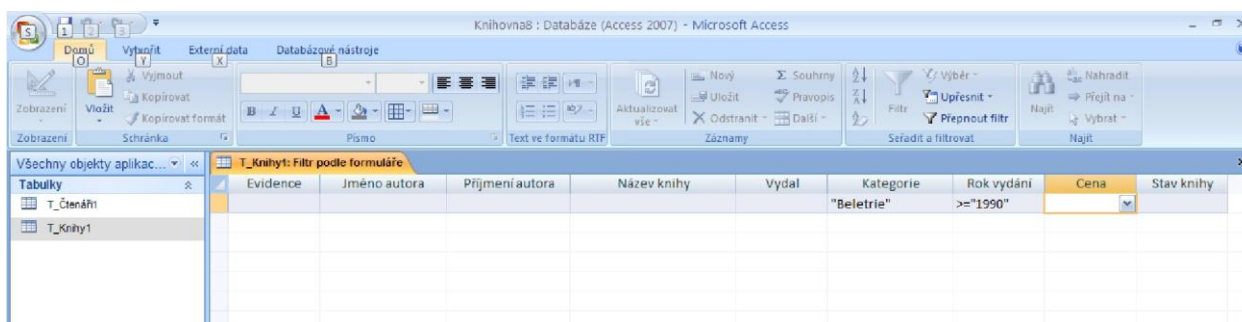 Knihovna8 : Databáze (Access 2007) - Microsoft Access
S 1 2 3
Domů Vytvořit Externí data Databázové nástroje
O Y X B
Zobrazení
Vložit
Vyjmout
Kopírovat
Kopírovat formát
B I U A
Aktualizovat vše
Nový
Uložit
Odstranit
Souhrny
Pravopis
Další
Filtr
Výběr
Upřesnit
Přepnout filtr
Najít
Nahradit
Přejít na
Vybrat
Zobrazení Schránka Písmo Text ve formátu RTF Záznamy Seřadit a filtrovat Najít
Všechny objekty aplikac... «
T_Knihy1: Filtr podle formuláře
Tabulky
T_Čtenáři1
T_Knihy1
Evidence Jméno autora Příjmení autora Název knihy Vydal Kategorie Rok vydání Cena Stav knihy
"Beletrie" >="1990"